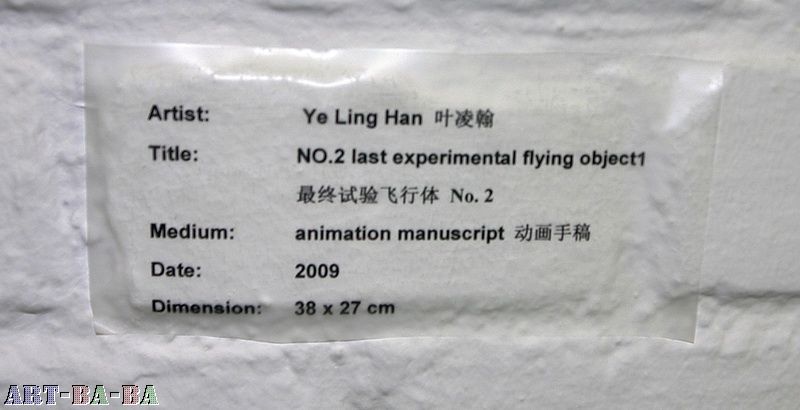 Artist: Ye Ling Han 叶凌翰
Title: NO.2 last experimental flying object1
最终试验飞行体 No. 2
Medium: animation manuscript 动画手稿
Date: 2009
Dimension: 38 x 27 cm
ART-BA-BA